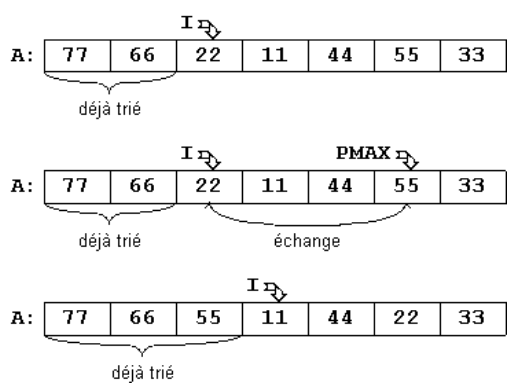 I
A: 77 66 22 11 44 55 33
déjà trié
I PMAX
A: 77 66 22 11 44 55 33
déjà trié échange
I
A: 77 66 55 11 44 22 33
déjà trié